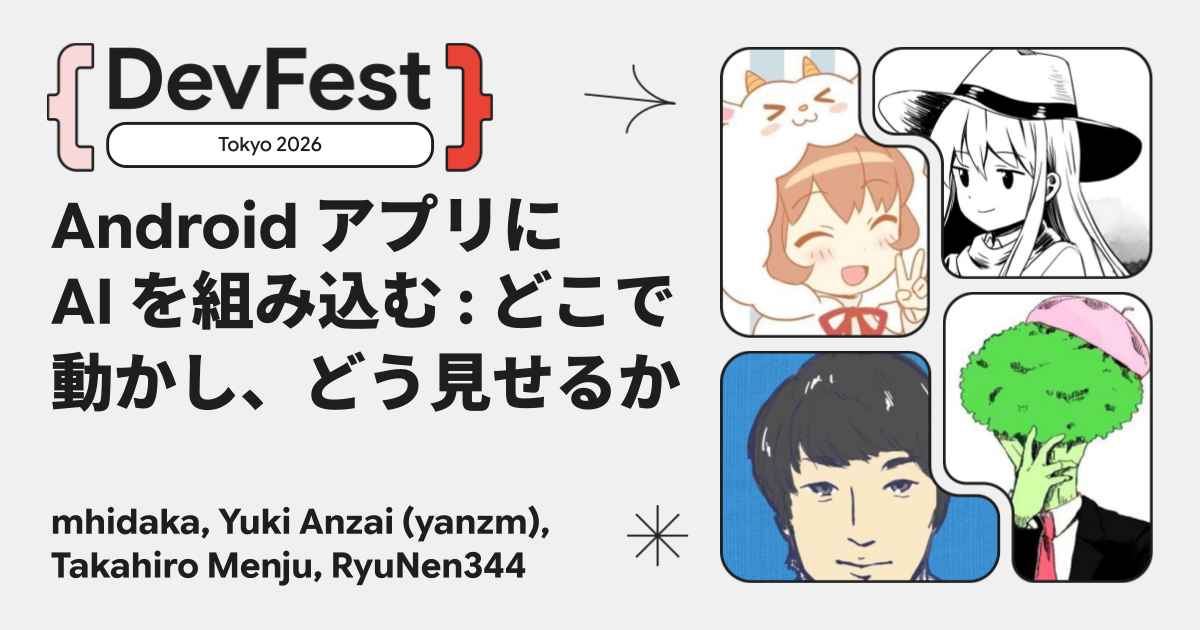 DevFest
Tokyo 2026
Android アプリに
AI を組み込む : どこで
動かし、どう見せるか
mhidaka, Yuki Anzai (yanzm),
Takahiro Menju, RyuNen344